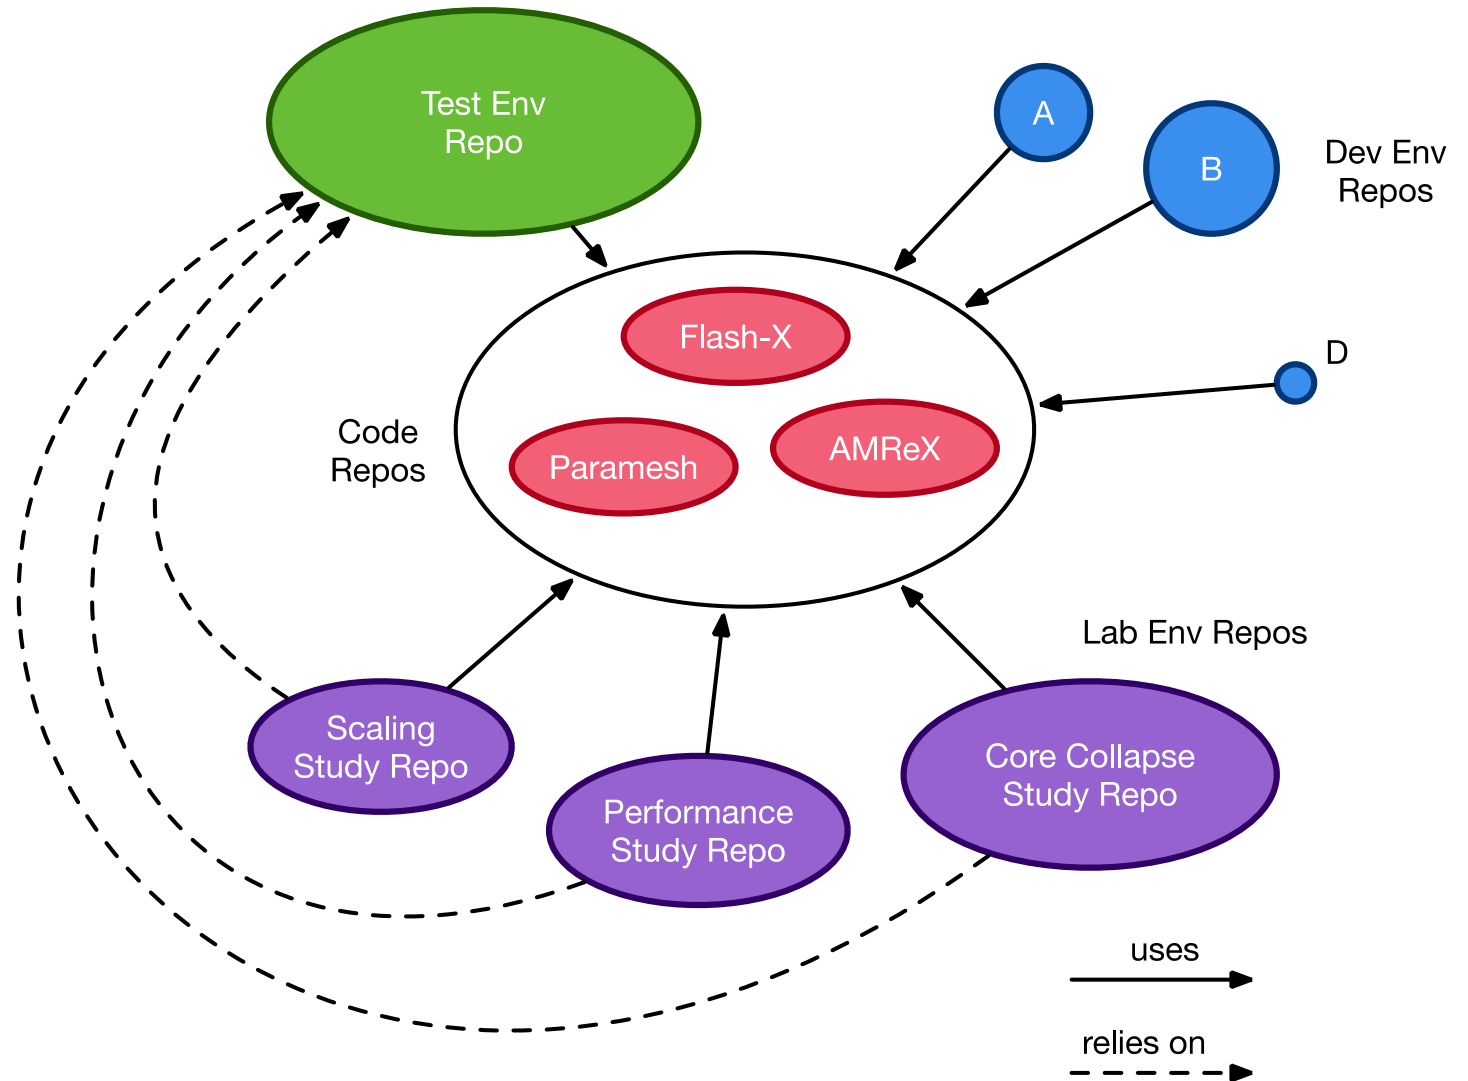 Test Env
Repo
A
B
Dev Env
Repos
D
Flash-X
AMReX
Paramesh
Code
Repos
Lab Env Repos
Scaling
Study Repo
Performance
Study Repo
Core Collapse
Study Repo
uses
relies on